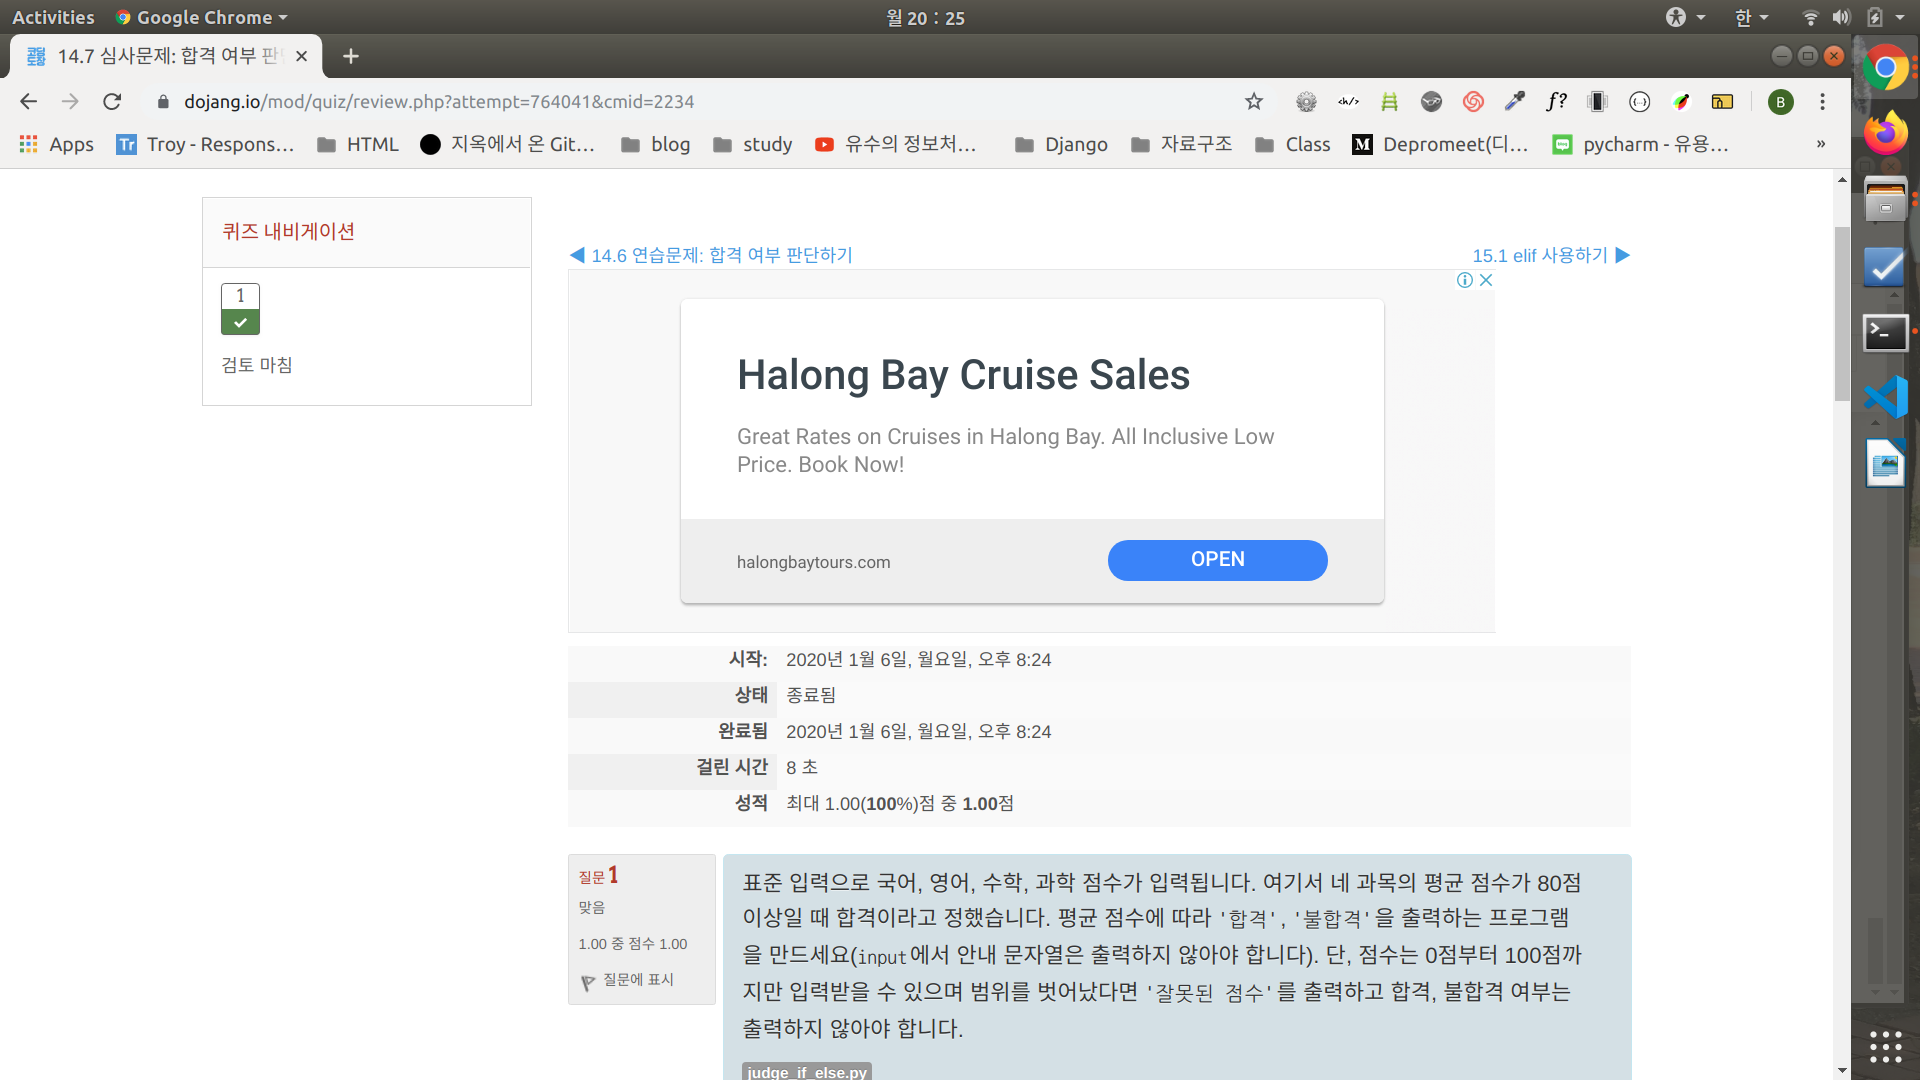 Activities
Google Chrome
월 20 : 25
한
14.7 심사문제: 합격 여부 판
dojang.io/mod/quiz/review.php?attempt=764041&cmid=2234
B
Apps
Troy - Respons...
HTML
지옥에서 온 Git...
blog
study
유수의 정보처...
Django
자료구조
Class
Depromeet(디...
pycharm - 유용...
»
퀴즈 내비게이션
1
검토 마침
◀ 14.6 연습문제: 합격 여부 판단하기
15.1 elif 사용하기 ▶
Halong Bay Cruise Sales
Great Rates on Cruises in Halong Bay. All Inclusive Low
Price. Book Now!
halongbaytours.com
OPEN
시작: 2020년 1월 6일, 월요일, 오후 8:24
상태 종료됨
완료됨 2020년 1월 6일, 월요일, 오후 8:24
걸린 시간 8 초
성적 최대 1.00(100%)점 중 1.00점
질문 1
맞음
1.00 중 점수 1.00
질문에 표시
표준 입력으로 국어, 영어, 수학, 과학 점수가 입력됩니다. 여기서 네 과목의 평균 점수가 80점
이상일 때 합격이라고 정했습니다. 평균 점수에 따라 '합격', '불합격'을 출력하는 프로그램
을 만드세요(input에서 안내 문자열은 출력하지 않아야 합니다). 단, 점수는 0점부터 100점까
지만 입력받을 수 있으며 범위를 벗어났다면 '잘못된 점수'를 출력하고 합격, 불합격 여부는
출력하지 않아야 합니다.
judge_if_else.py